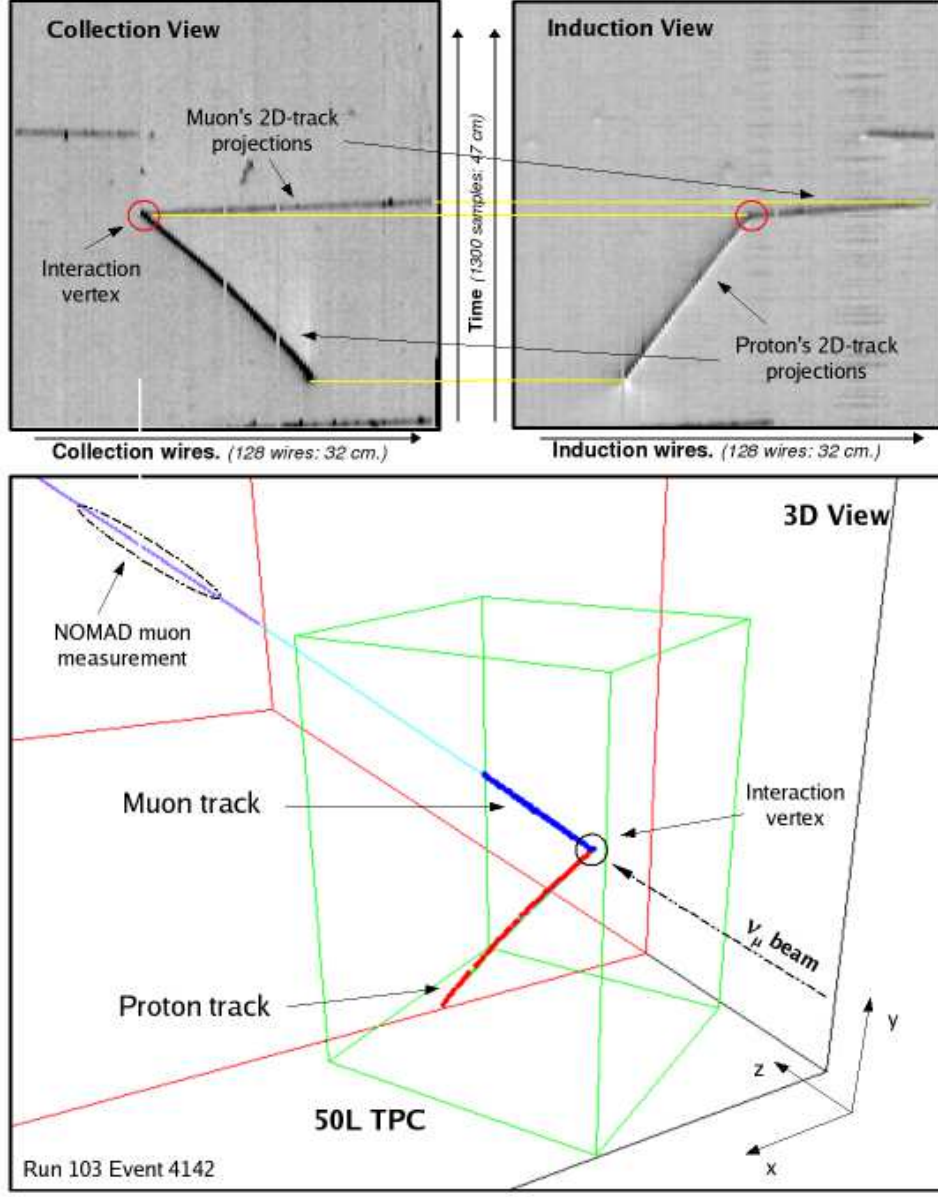 Collection View
Muon's 2D-track
projections
Interaction
vertex
Collection wires. (128 wires: 32 cm.)
Time (1300 samples: 47 cm)
Induction View
Proton's 2D-track
projections
Induction wires. (128 wires: 32 cm.)
3D View
NOMAD muon
measurement
Muon track
Interaction
vertex
νμ beam
Proton track
50L TPC
y
z
x
Run 103 Event 4142